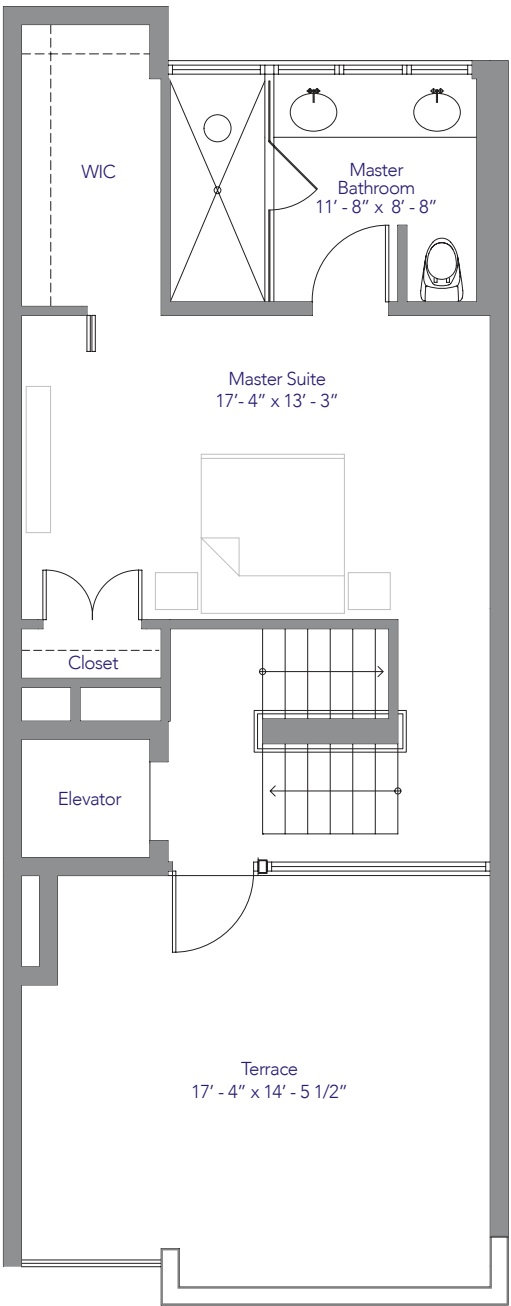 WIC
Master
Bathroom
11’ - 8” x 8’ - 8”
Master Suite
17’- 4” x 13’ - 3”
Closet
Elevator
Terrace
17’ - 4” x 14’ - 5 1/2”